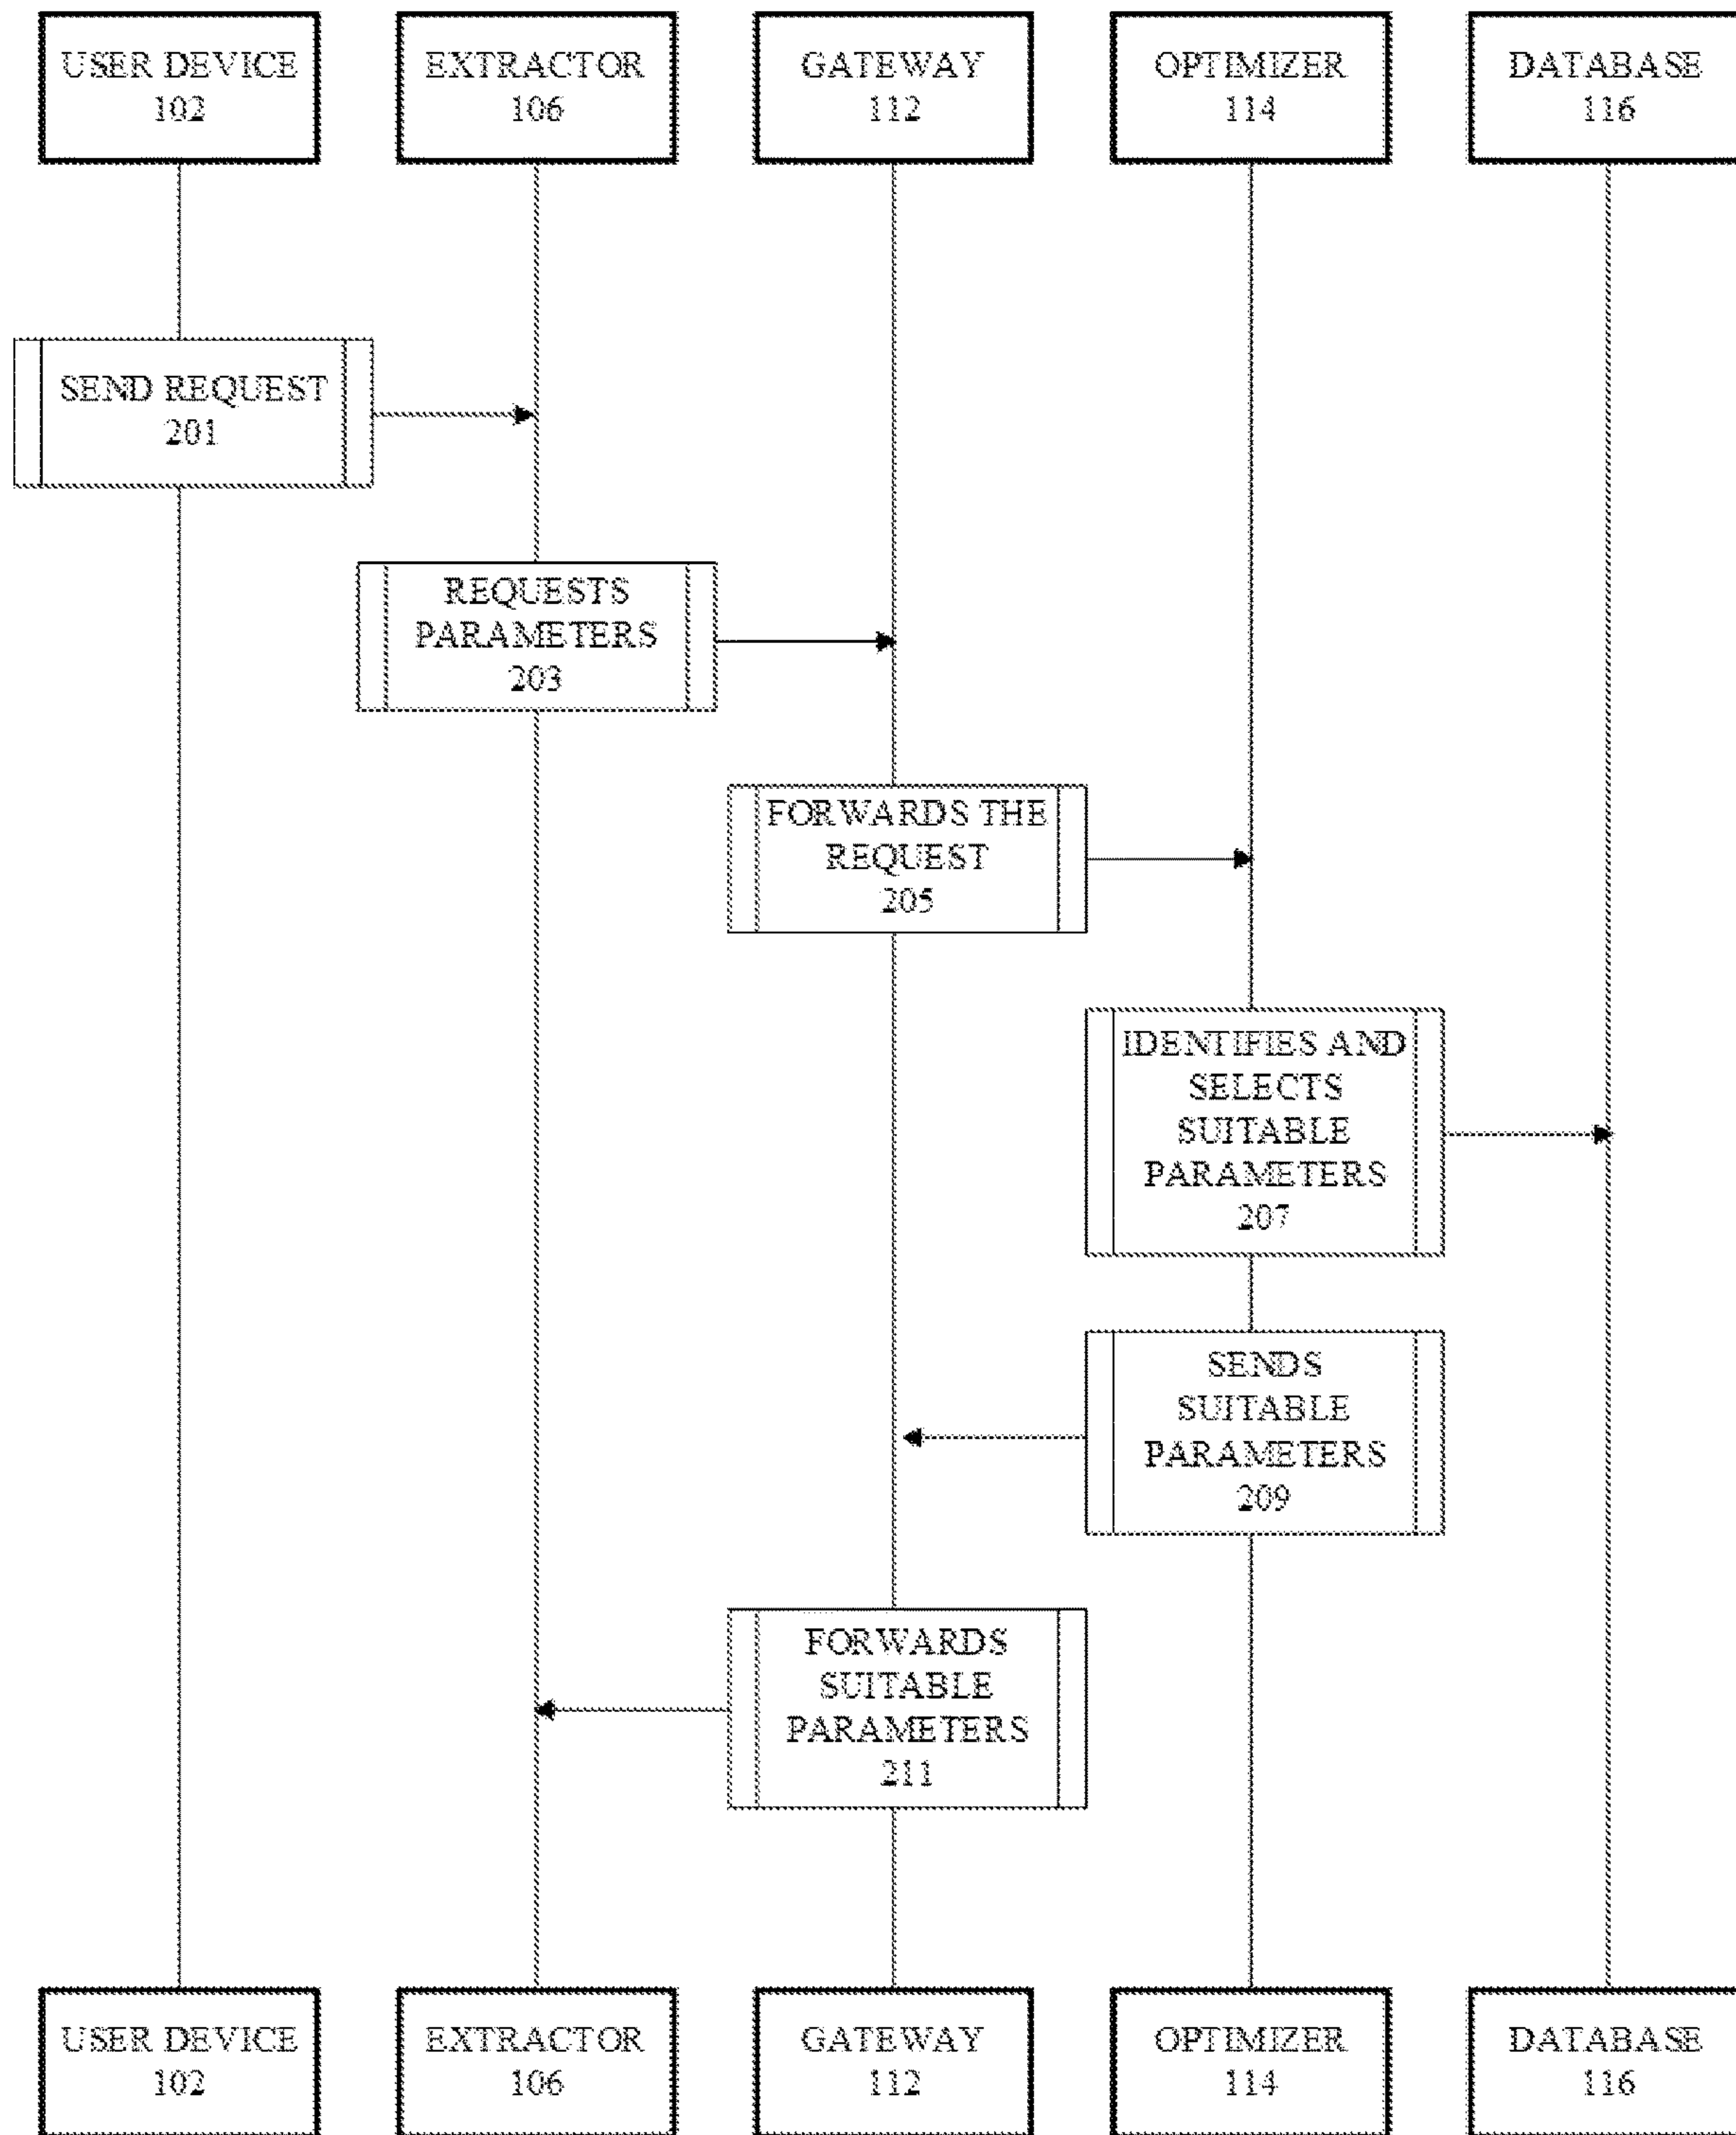 USER DEVICE
102
EXTRACTOR
106
GATEWAY
112
OPTIMIZER
114
DATABASE
116
SEND REQUEST
201
REQUESTS
PARAMETERS
203
FORWARDS THE
REQUEST
205
IDENTIFIES AND
SELECTS
SUITABLE
PARAMETERS
207
SENDS
SUITABLE
PARAMETERS
209
FORWARDS
SUITABLE
PARAMETERS
211
USER DEVICE
102
EXTRACTOR
106
GATEWAY
112
OPTIMIZER
114
DATABASE
116